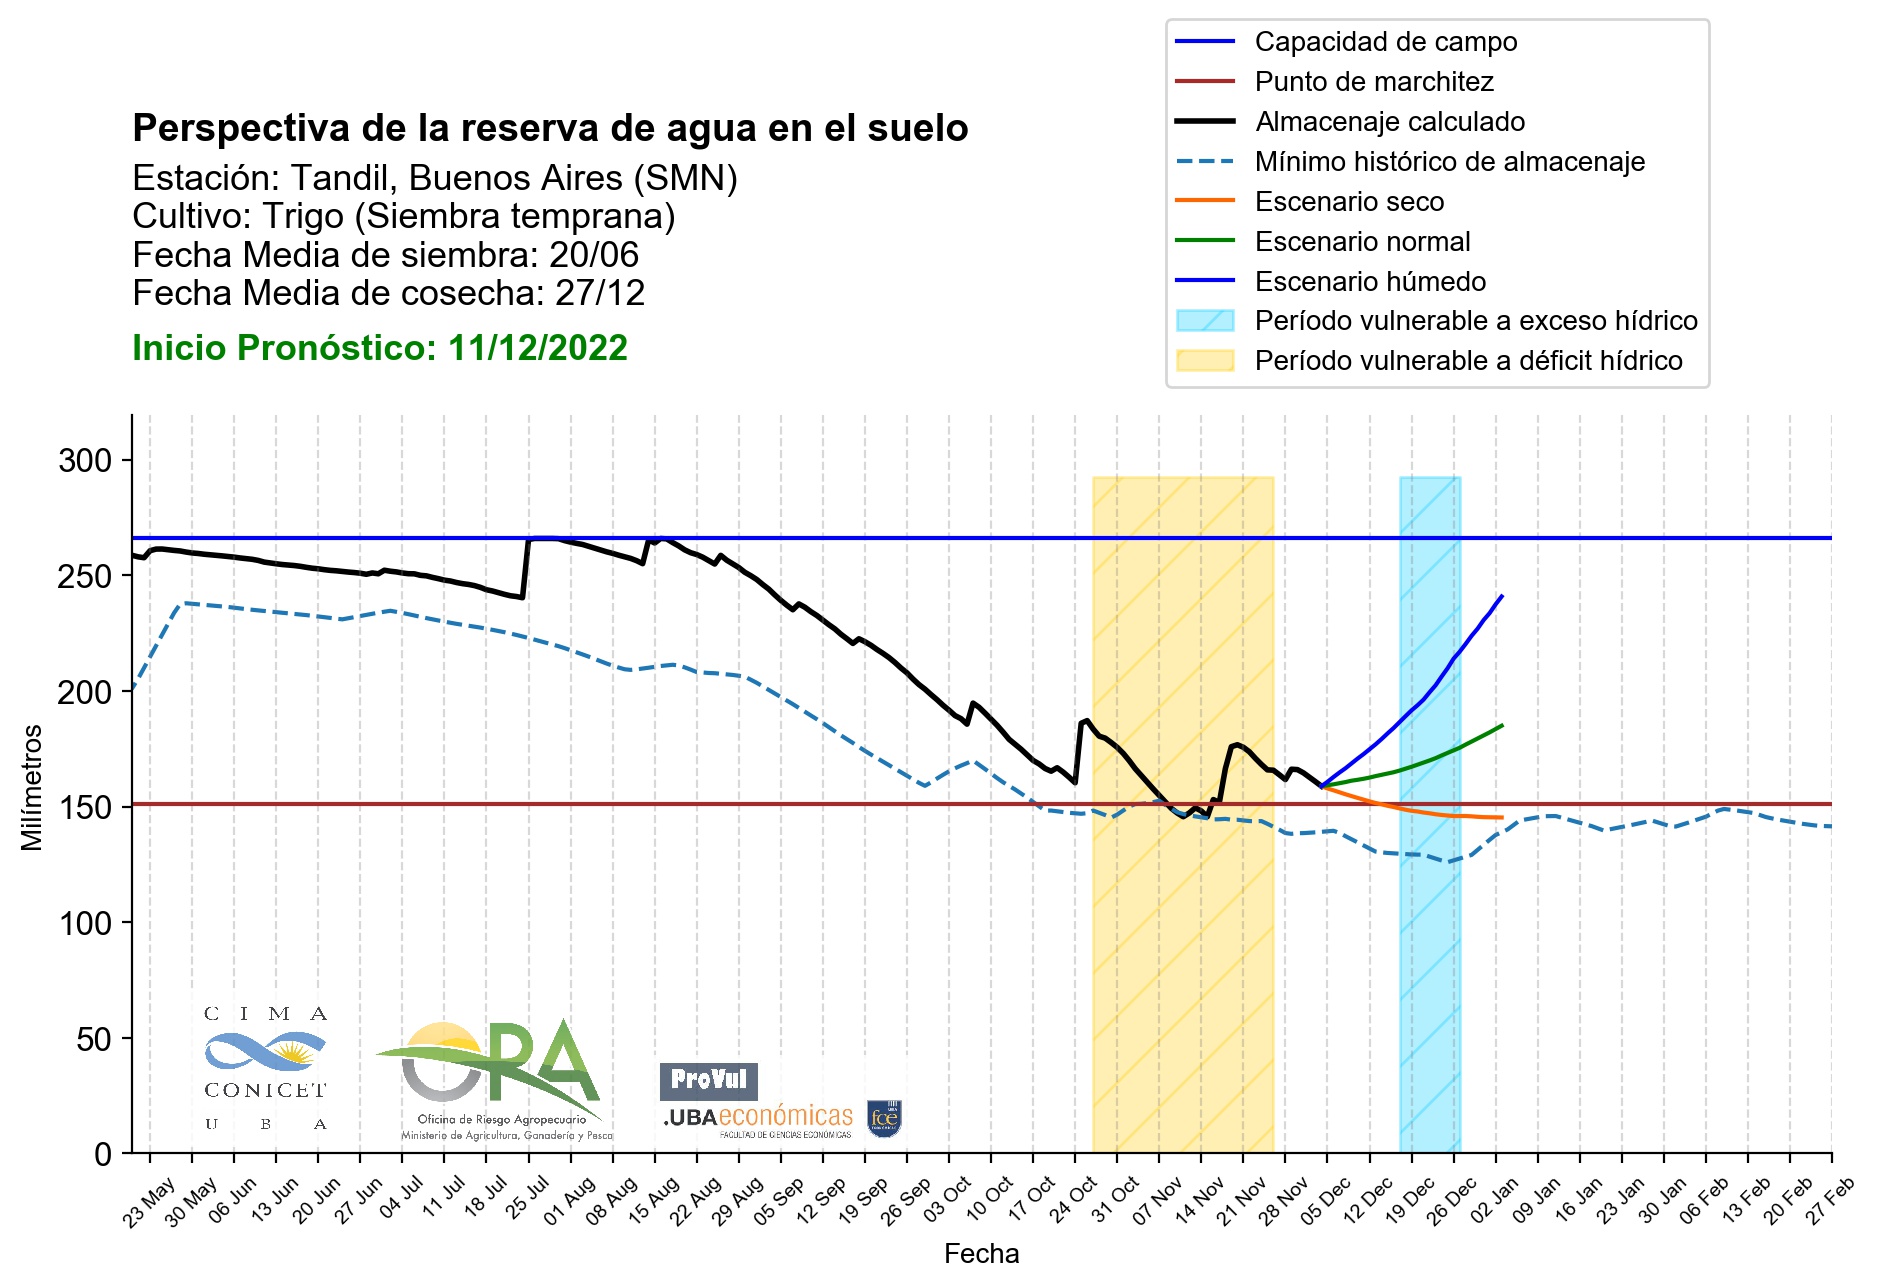 Capacidad de campo
Punto de marchitez
Almacenaje calculado
Mínimo histórico de almacenaje
Escenario seco
Escenario normal
Escenario húmedo
Período vulnerable a exceso hídrico
Período vulnerable a déficit hídrico
Perspectiva de la reserva de agua en el suelo
Estación: Tandil, Buenos Aires (SMN)
Cultivo: Trigo (Siembra temprana)
Fecha Media de siembra: 20/06
Fecha Media de cosecha: 27/12
Inicio Pronóstico: 11/12/2022
Milímetros
300
250
200
150
100
50
0
CIMA
CONICET
UBA
ORA
Oficina de Riesgo Agropecuario
Ministerio de Agricultura, Ganadería y Pesca
ProVul
.UBAeconómicas
FACULTAD DE CIENCIAS ECONÓMICAS
fce
23 May
30 May
06 Jun
13 Jun
20 Jun
27 Jun
04 Jul
11 Jul
18 Jul
25 Jul
01 Aug
08 Aug
15 Aug
22 Aug
29 Aug
05 Sep
12 Sep
19 Sep
26 Sep
03 Oct
10 Oct
17 Oct
24 Oct
31 Oct
07 Nov
14 Nov
21 Nov
28 Nov
05 Dec
12 Dec
19 Dec
26 Dec
02 Jan
09 Jan
16 Jan
23 Jan
30 Jan
06 Feb
13 Feb
20 Feb
27 Feb
Fecha